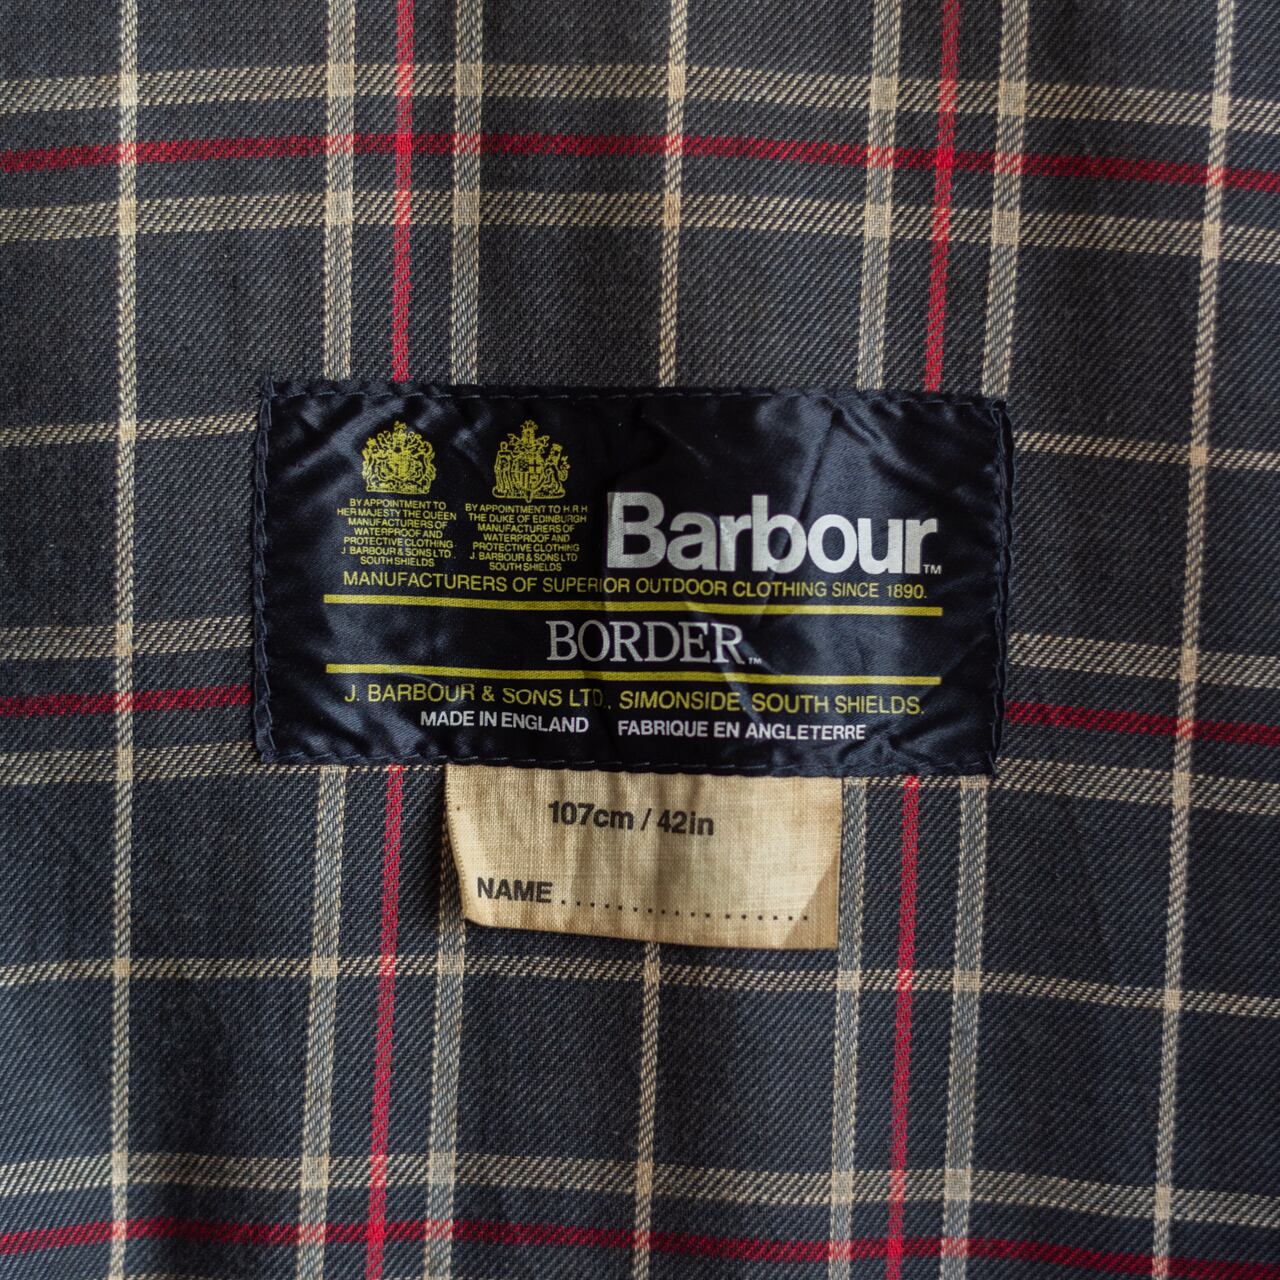 BY APPOINTMENT TO
HER MAJESTY THE QUEEN
MANUFACTURERS OF
WATERPROOF AND
PROTECTIVE CLOTHING
J. BARBOUR & SONS LTD
SOUTH SHIELDS
BY APPOINTMENT TO H.R.H.
THE DUKE OF EDINBURGH
MANUFACTURERS OF
WATERPROOF AND
PROTECTIVE CLOTHING
J. BARBOUR & SONS LTD
SOUTH SHIELDS
Barbour™
MANUFACTURERS OF SUPERIOR OUTDOOR CLOTHING SINCE 1890.
BORDER™
J. BARBOUR & SONS LTD., SIMONSIDE. SOUTH SHIELDS.
MADE IN ENGLAND FABRIQUE EN ANGLETERRE
107cm / 42in
NAME..................